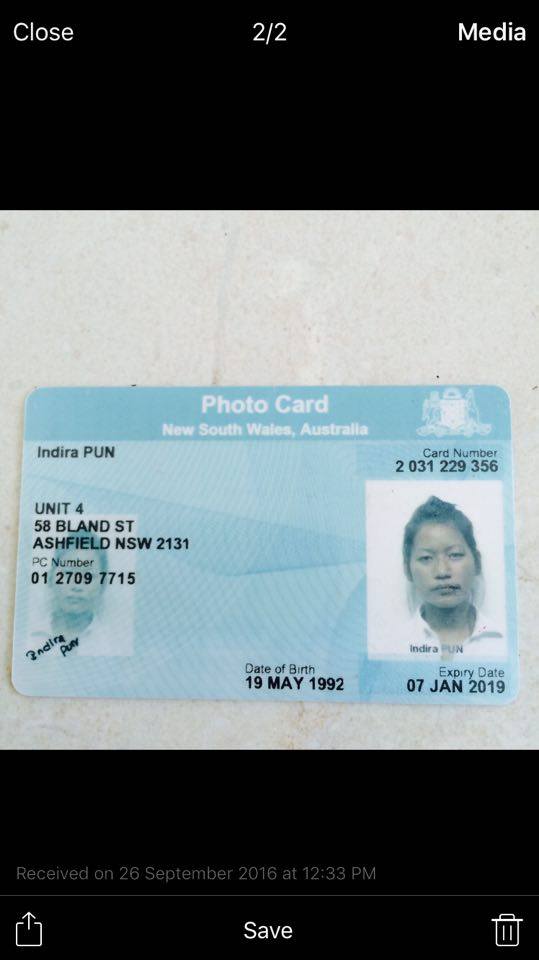 Close 2/2 Media
Photo Card
New South Wales, Australia
Indira PUN
Card Number
2 031 229 356
UNIT 4
58 BLAND ST
ASHFIELD NSW 2131
PC Number
01 2709 7715
Indira Pun
Indira PUN
Date of Birth
19 MAY 1992
Expiry Date
07 JAN 2019
Received on 26 September 2016 at 12:33 PM
Save